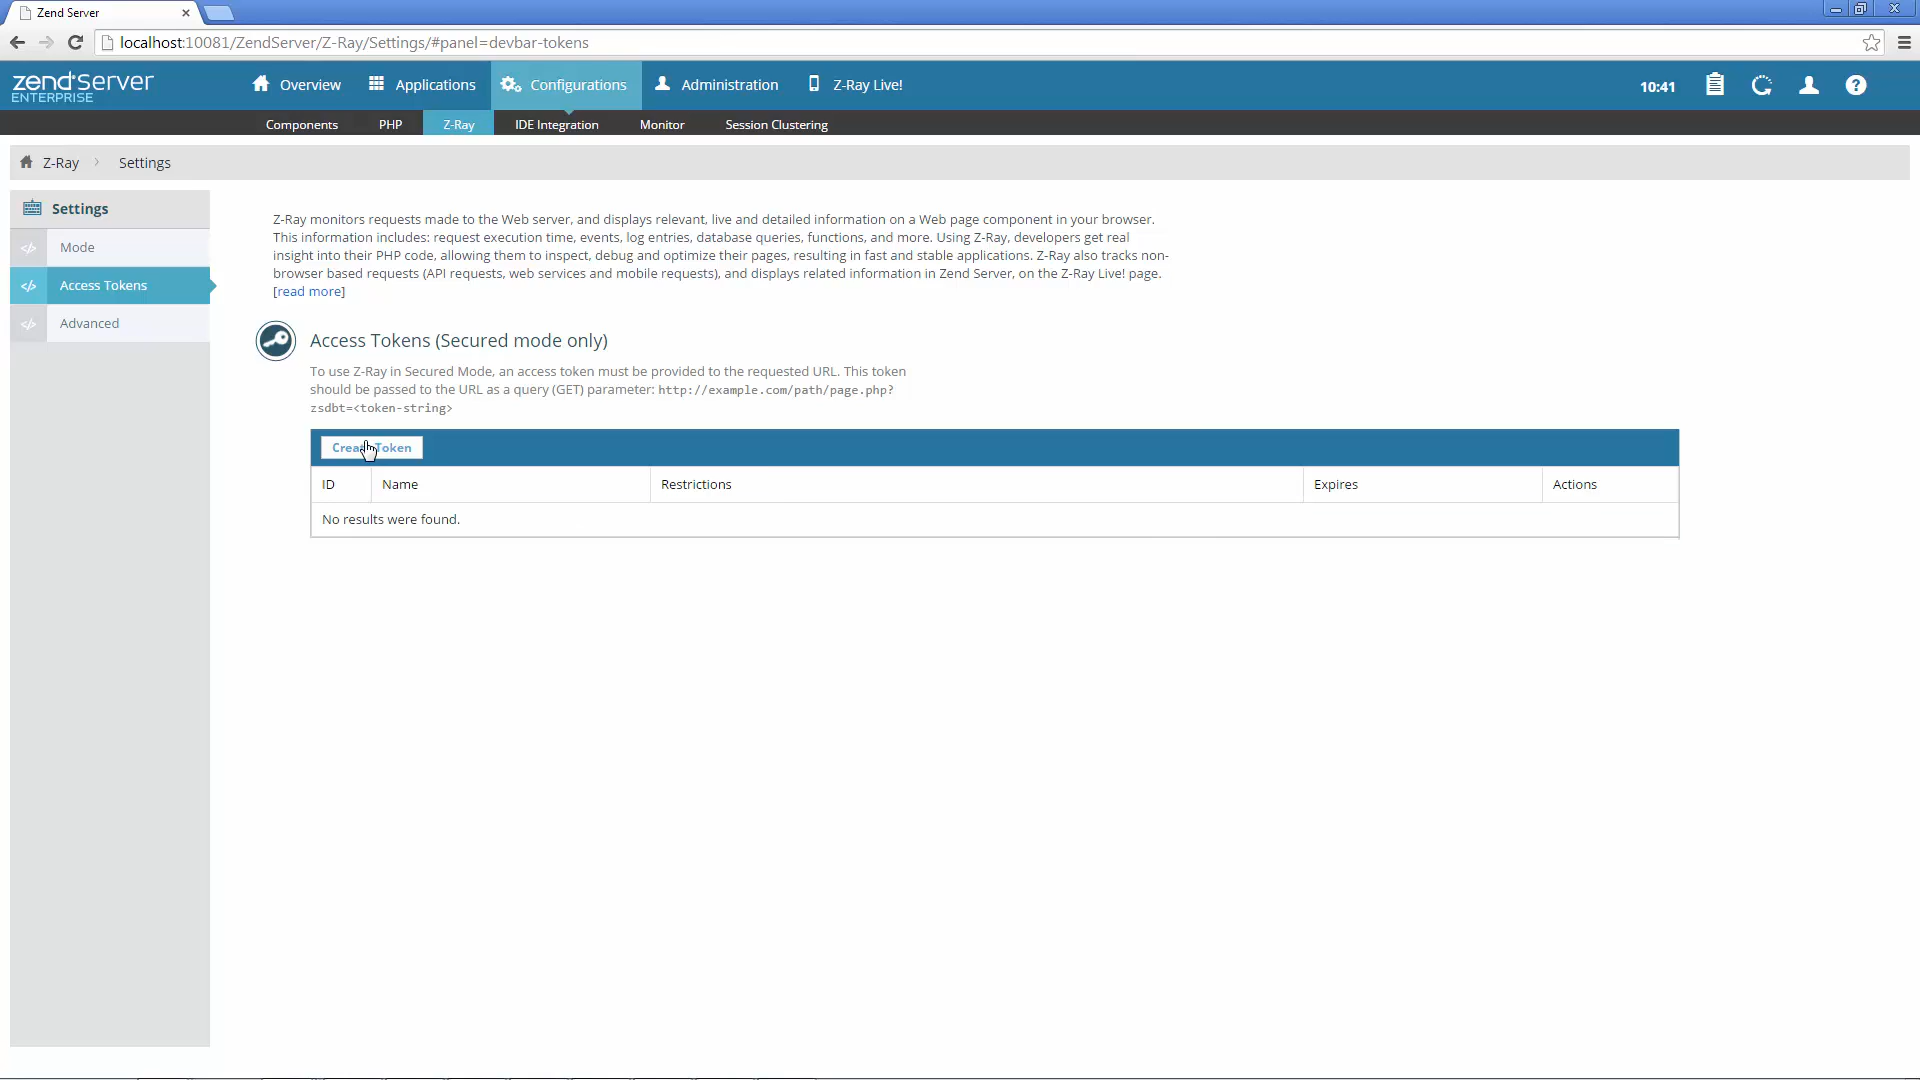 Zend Server
localhost:10081/ZendServer/Z-Ray/Settings/#panel=devbar-tokens
zend Server
ENTERPRISE
Overview
Applications
Configurations
Administration
Z-Ray Live!
10:41
Components
PHP
Z-Ray
IDE Integration
Monitor
Session Clustering
Z-Ray
Settings
Settings
Mode
Access Tokens
Advanced
Z-Ray monitors requests made to the Web server, and displays relevant, live and detailed information on a Web page component in your browser.
This information includes: request execution time, events, log entries, database queries, functions, and more. Using Z-Ray, developers get real
insight into their PHP code, allowing them to inspect, debug and optimize their pages, resulting in fast and stable applications. Z-Ray also tracks non-
browser based requests (API requests, web services and mobile requests), and displays related information in Zend Server, on the Z-Ray Live! page.
[read more]
Access Tokens (Secured mode only)
To use Z-Ray in Secured Mode, an access token must be provided to the requested URL. This token
should be passed to the URL as a query (GET) parameter: http://example.com/path/page.php?
zsdbt=<token-string>
Create Token
ID
Name
Restrictions
Expires
Actions
No results were found.